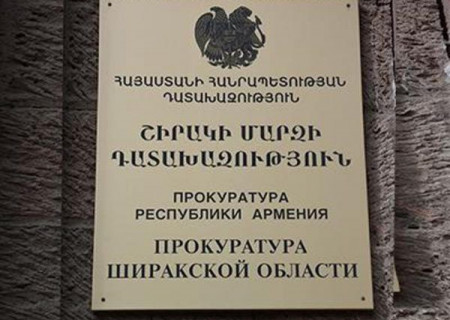 ՀԱՅԱՍՏԱՆԻ ՀԱՆՐԱՊԵՏՈՒԹՅԱՆ
ԴԱՏԱԽԱԶՈՒԹՅՈՒՆ
ՇԻՐԱԿԻ ՄԱՐԶԻ
ԴԱՏԱԽԱԶՈՒԹՅՈՒՆ
ПРОКУРАТУРА
РЕСПУБЛИКИ АРМЕНИЯ
ПРОКУРАТУРА
ШИРАКСКОЙ ОБЛАСТИ